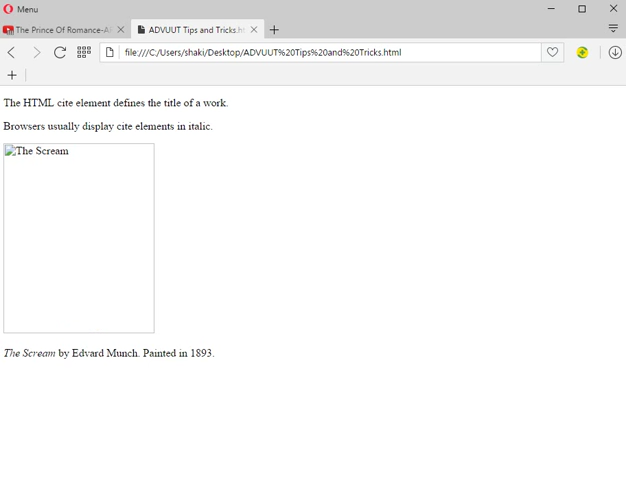 Menu
The Prince Of Romance-Al
ADVUUT Tips and Tricks.h
file:///C:/Users/shaki/Desktop/ADVUUT%20Tips%20and%20Tricks.html
The HTML cite element defines the title of a work.
Browsers usually display cite elements in italic.
The Scream
The Scream by Edvard Munch. Painted in 1893.